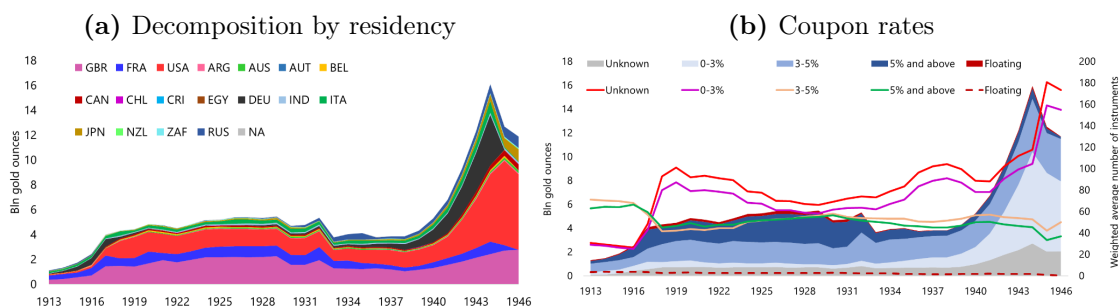 (a) Decomposition by residency
18
16
14
12
10
8
6
4
2
0
Bln gold ounces
GBR FRA USA ARG AUS AUT BEL
CAN CHL CRI EGY DEU IND ITA
JPN NZL ZAF RUS NA
1913 1916 1919 1922 1925 1928 1931 1934 1937 1940 1943 1946
(b) Coupon rates
18
16
14
12
10
8
6
4
2
0
Bln gold ounces
Unknown 0-3% 3-5% 5% and above Floating
Unknown 0-3% 3-5% 5% and above Floating
200
180
160
140
120
100
80
60
40
20
0
Weighted average number of instruments
1913 1916 1919 1922 1925 1928 1931 1934 1937 1940 1943 1946